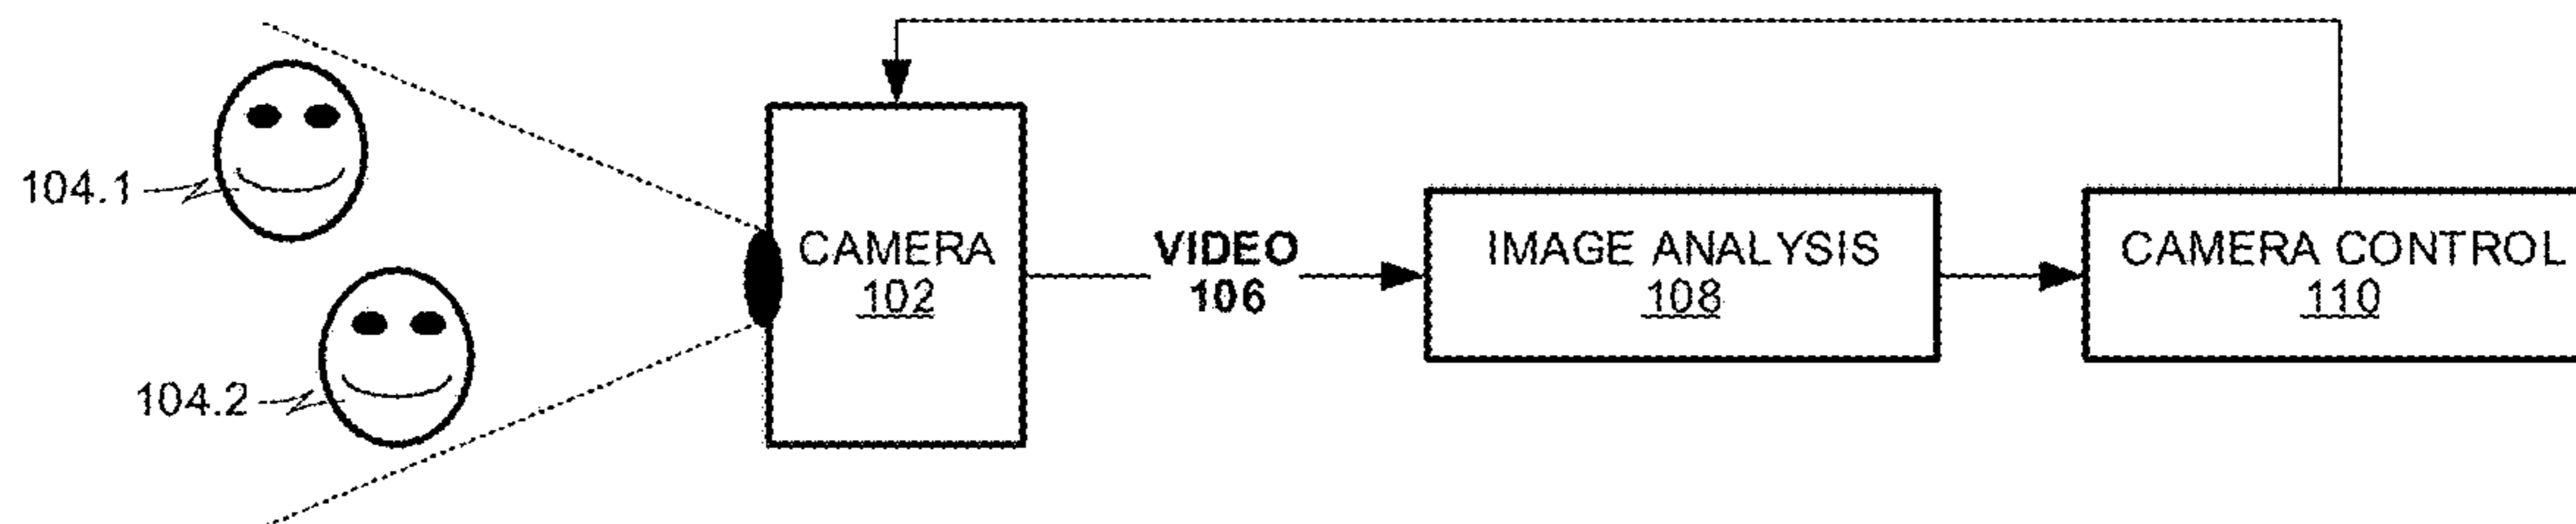 104.1
104.2
CAMERA
102
VIDEO
106
IMAGE ANALYSIS
108
CAMERA CONTROL
110